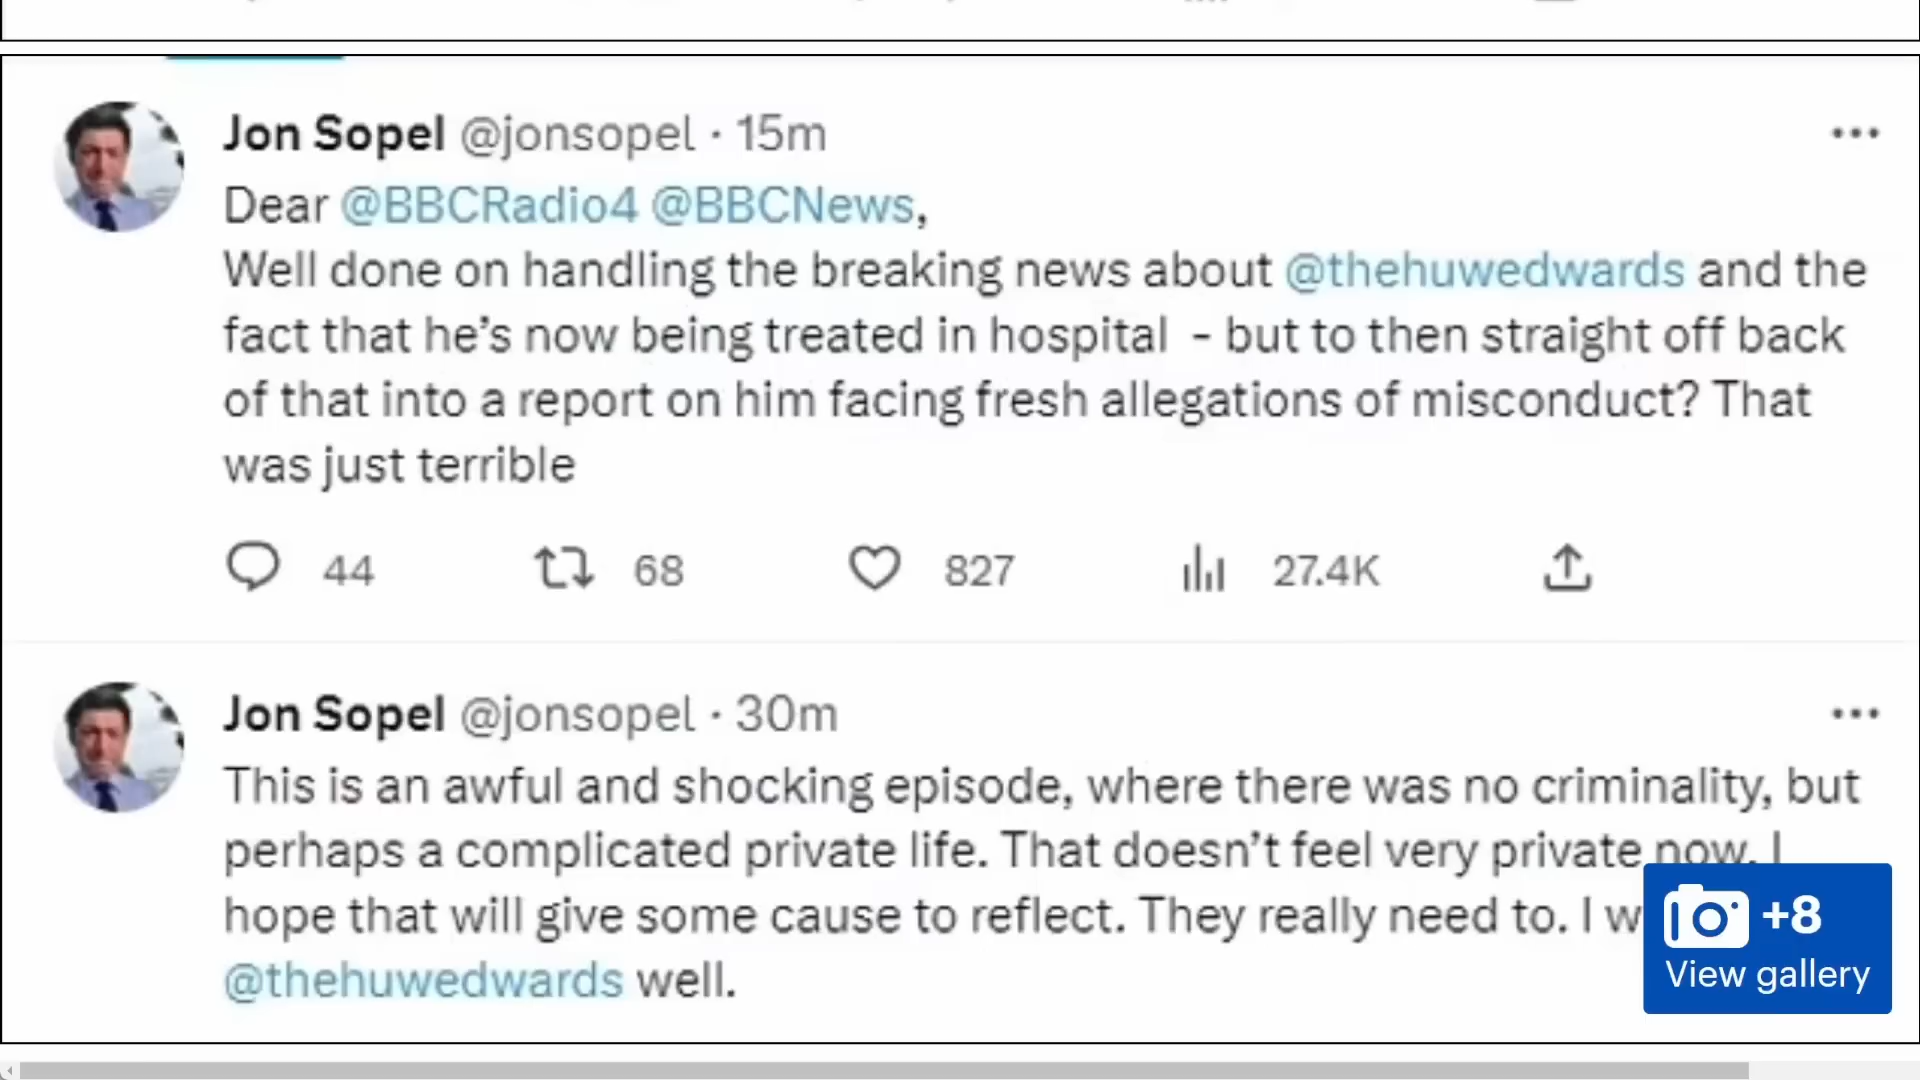 Jon Sopel @jonsopel · 15m
Dear @BBCRadio4 @BBCNews,
Well done on handling the breaking news about @thehuwedwards and the
fact that he’s now being treated in hospital - but to then straight off back
of that into a report on him facing fresh allegations of misconduct? That
was just terrible
44 68 827 27.4K
Jon Sopel @jonsopel · 30m
This is an awful and shocking episode, where there was no criminality, but
perhaps a complicated private life. That doesn’t feel very private now. I
hope that will give some cause to reflect. They really need to. I w
@thehuwedwards well.
+8
View gallery